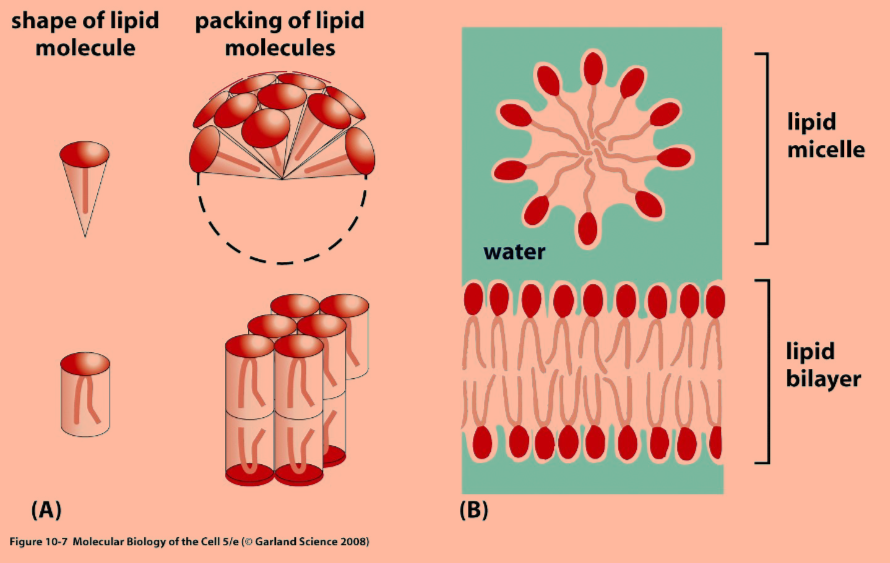 shape of lipid
molecule
packing of lipid
molecules
lipid
micelle
water
lipid
bilayer
(A)
(B)
Figure 10-7 Molecular Biology of the Cell 5/e (© Garland Science 2008)